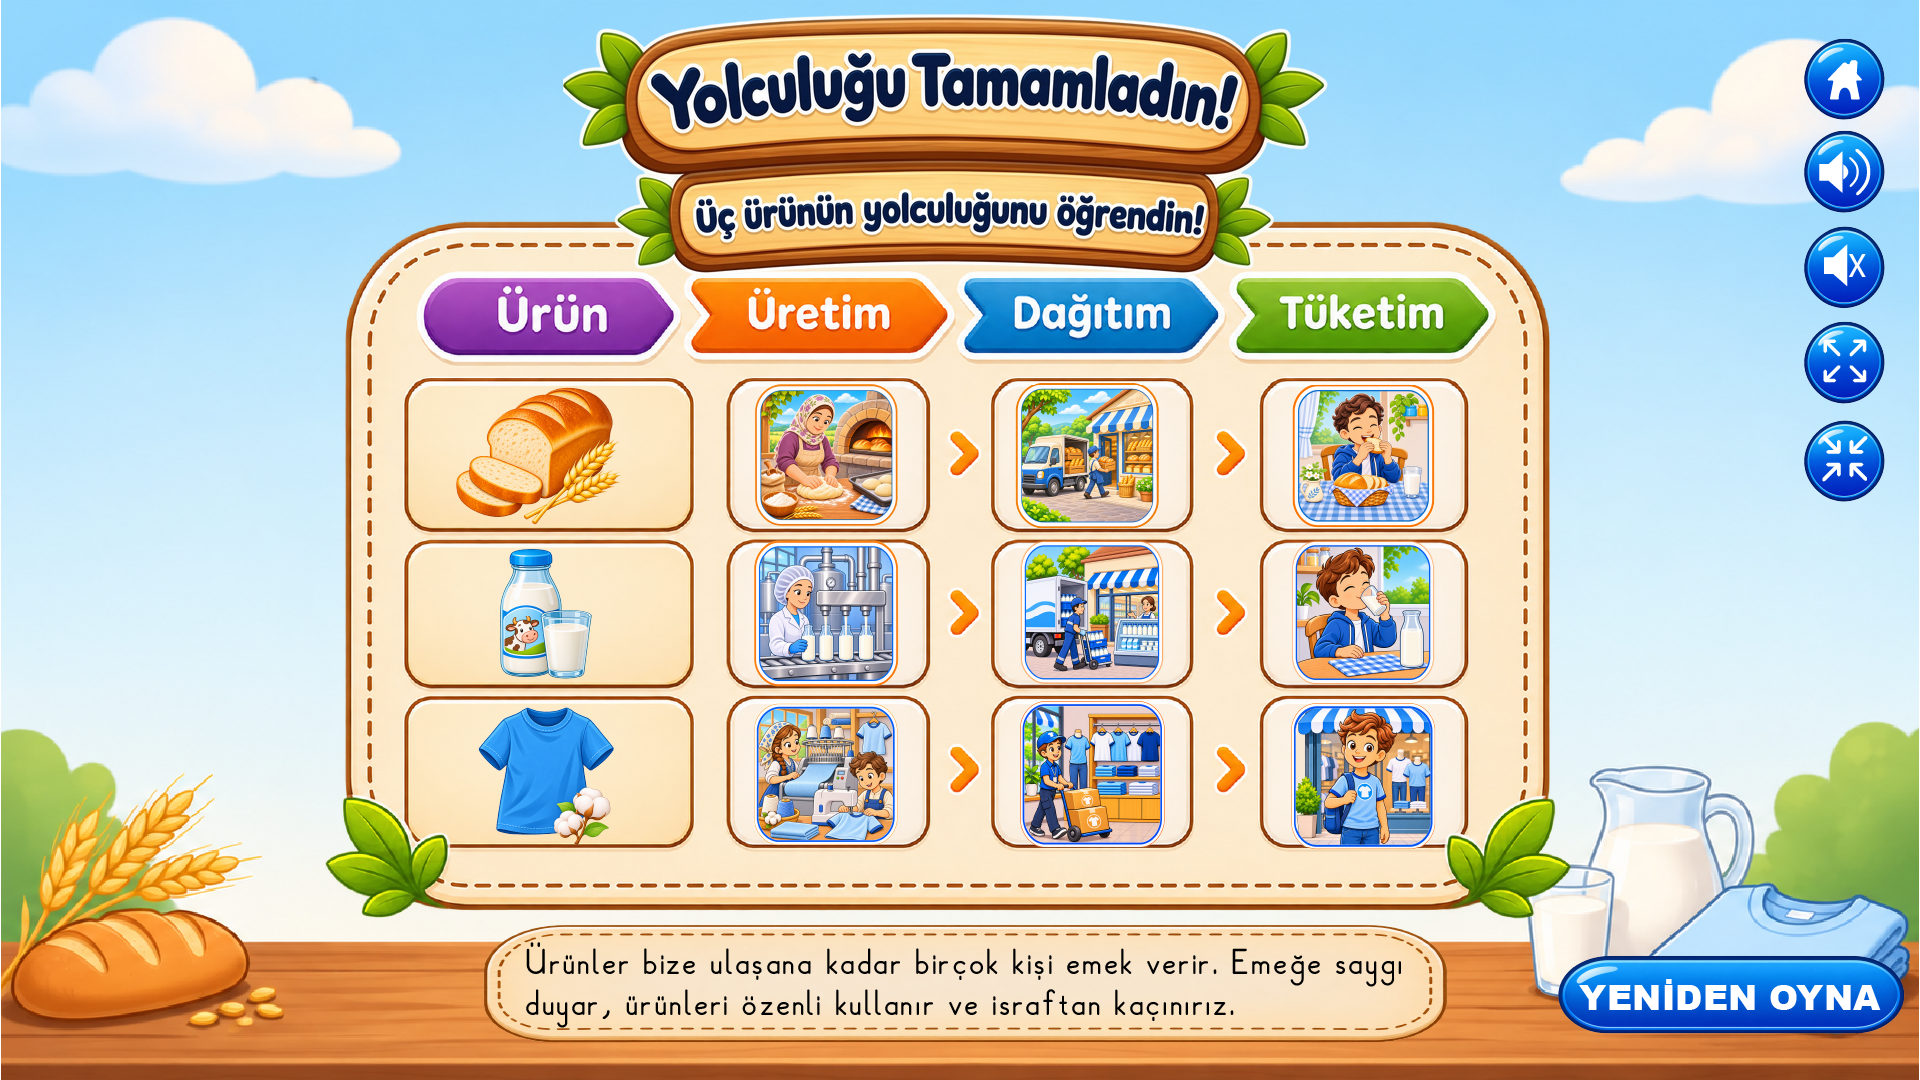 Yolculuğu Tamamladın!
Üç ürünün yolculuğunu öğrendin!
Ürün
Üretim
Dağıtım
Tüketim
Ürünler bize ulaşana kadar birçok kişi emek verir. Emeğe saygı
duyar, ürünleri özenli kullanır ve israftan kaçınırız.
YENİDEN OYNA